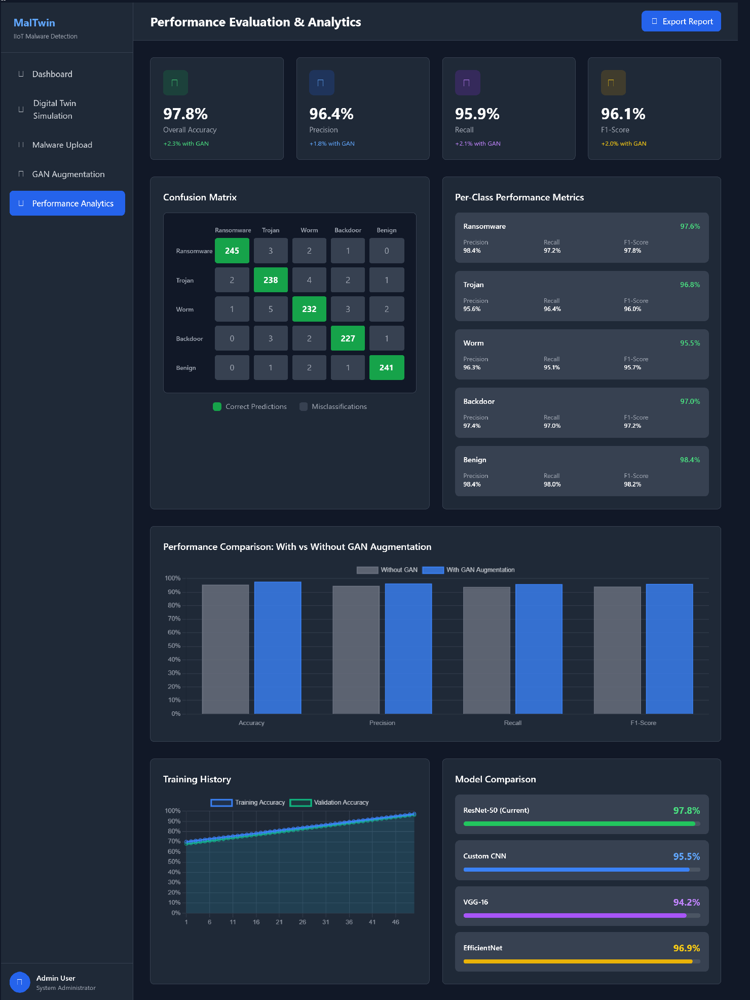 MalTwin
IIoT Malware Detection
Dashboard
Digital Twin
Simulation
Malware Upload
GAN Augmentation
Performance Analytics
Admin User
System Administrator
Performance Evaluation & Analytics
Export Report
97.8%
Overall Accuracy
+2.3% with GAN
96.4%
Precision
+1.8% with GAN
95.9%
Recall
+2.1% with GAN
96.1%
F1-Score
+2.0% with GAN
Confusion Matrix
Ransomware Trojan Worm Backdoor Benign
Ransomware 245 3 2 1 0
Trojan 2 238 4 2 1
Worm 1 5 232 3 2
Backdoor 0 3 2 227 1
Benign 0 1 2 1 241
Correct Predictions Misclassifications
Per-Class Performance Metrics
Ransomware 97.6%
Precision Recall F1-Score
98.4% 97.2% 97.8%
Trojan 96.8%
Precision Recall F1-Score
95.6% 96.4% 96.0%
Worm 95.5%
Precision Recall F1-Score
96.3% 95.1% 95.7%
Backdoor 97.0%
Precision Recall F1-Score
97.4% 97.0% 97.2%
Benign 98.4%
Precision Recall F1-Score
98.4% 98.0% 98.2%
Performance Comparison: With vs Without GAN Augmentation
Without GAN With GAN Augmentation
100%
90%
80%
70%
60%
50%
40%
30%
20%
10%
0%
Accuracy Precision Recall F1-Score
Training History
Training Accuracy Validation Accuracy
100%
90%
80%
70%
60%
50%
40%
30%
20%
10%
0%
1 6 11 16 21 26 31 36 41 46
Model Comparison
ResNet-50 (Current) 97.8%
Custom CNN 95.5%
VGG-16 94.2%
EfficientNet 96.9%